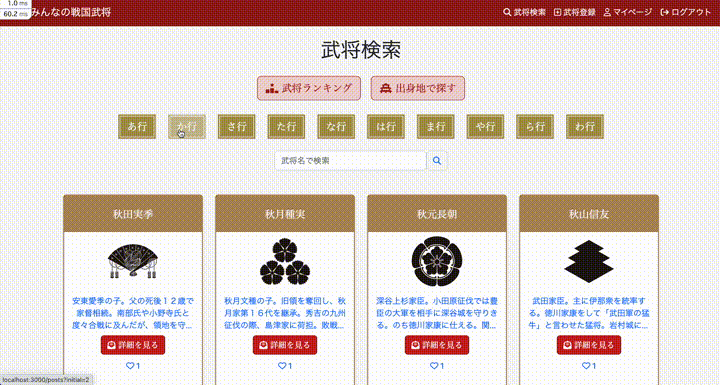 1.0 ms
60.2 ms
みんなの戦国武将
武将検索 武将登録 マイページ ログアウト
武将検索
武将ランキング 出身地で探す
あ行 か行 さ行 た行 な行 は行 ま行 や行 ら行 わ行
武将名で検索
秋田実季
安東愛季の子。父の死後12歳で
家督相続。南部氏や小野寺氏と
度々合戦に及んだが、領地を守...
詳細を見る
1
秋月種実
秋月文種の子。旧領を奪回し、秋
月家第16代を継承。秀吉の九州
征伐の際、島津家に荷担。敗戦...
詳細を見る
1
秋元長朝
深谷上杉家臣。小田原征伐では豊
臣の大軍を相手に深谷城を守りき
る。のち徳川家康に仕える。関...
詳細を見る
1
秋山信友
武田家臣。主に伊那衆を統率す
る。徳川家康をして「武田軍の猛
牛」と言わせた猛将。岩村城に...
詳細を見る
1
localhost:3000/posts?initial=2